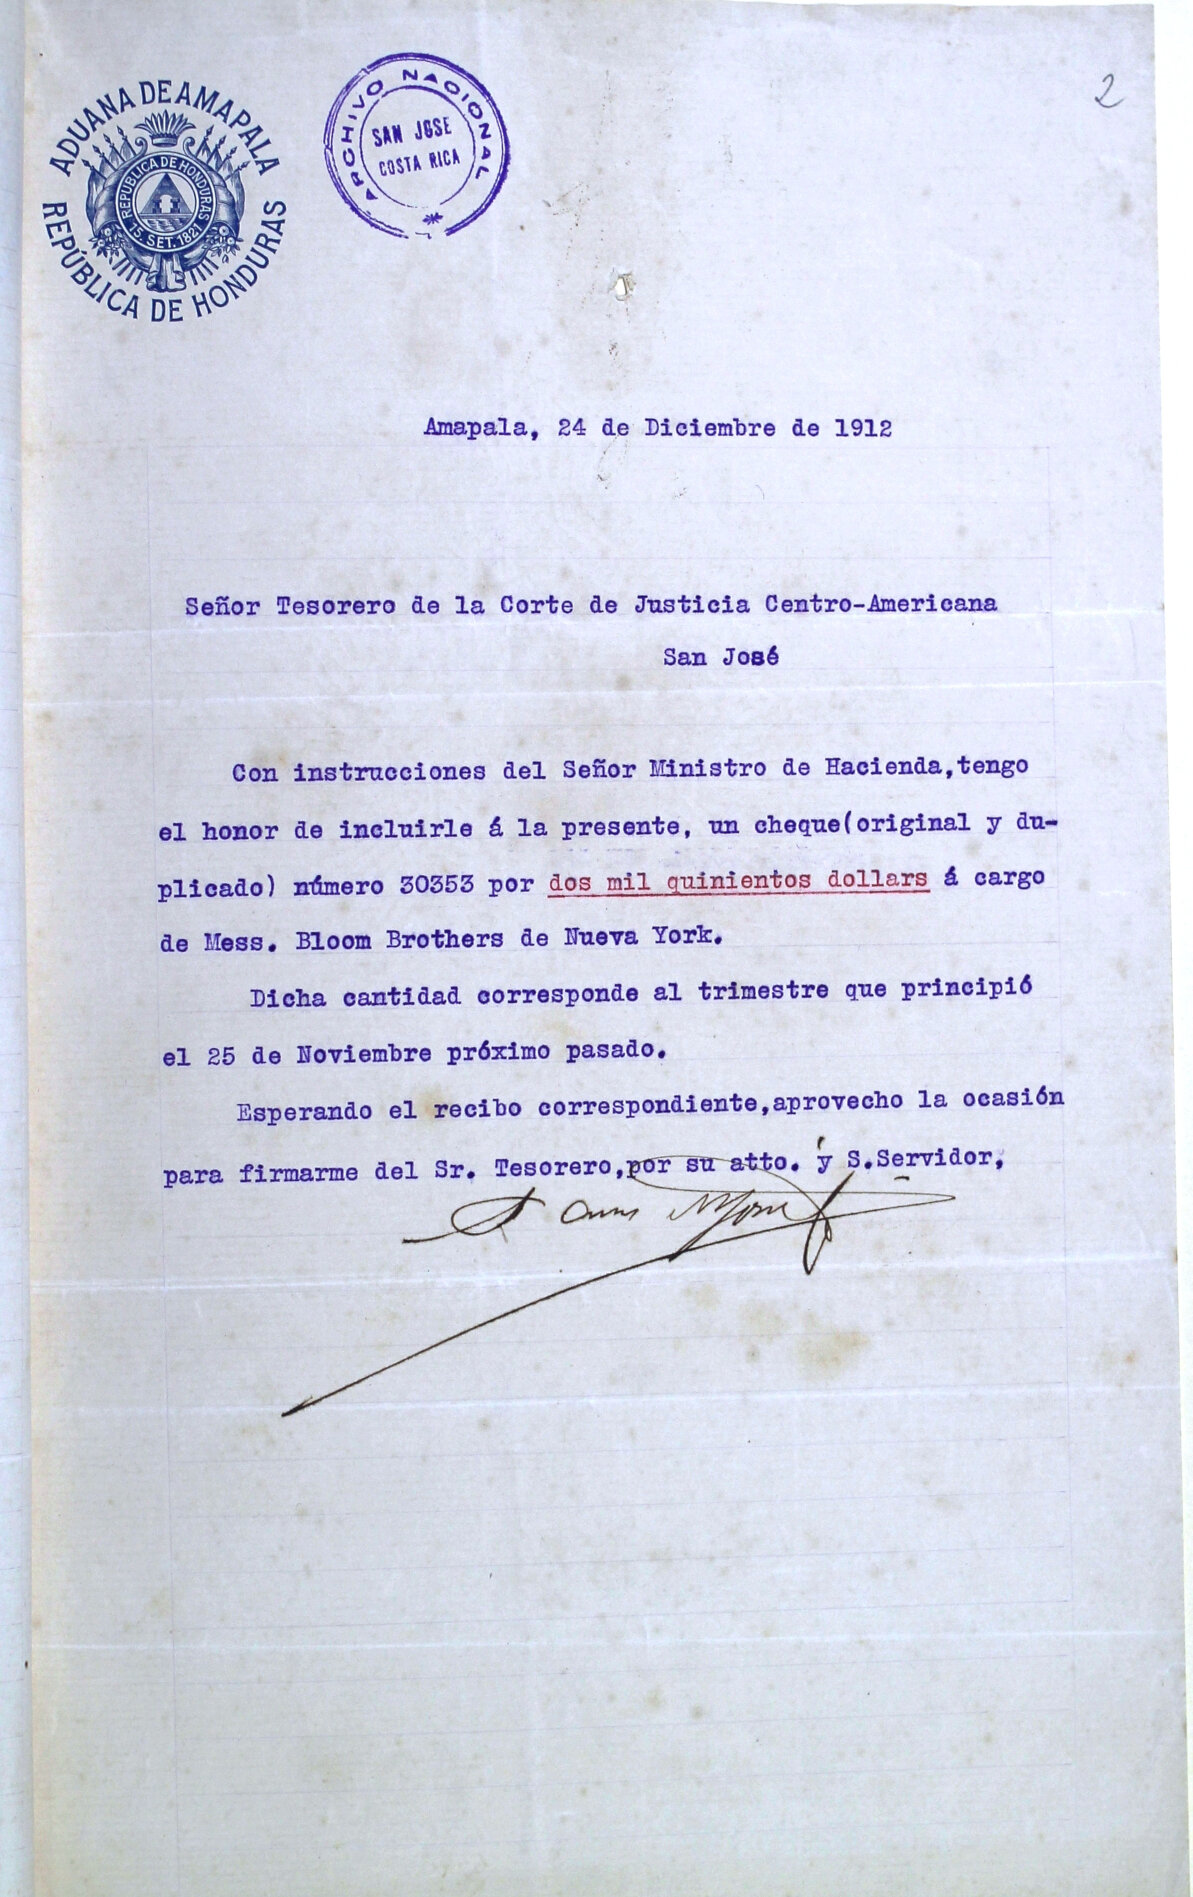 2
ADUANA DE AMAPALA
REPÚBLICA DE HONDURAS
REPUBLICA DE HONDURAS
15. SET. 1821
ARCHIVO NACIONAL
SAN JOSE
COSTA RICA
Amapala, 24 de Diciembre de 1912
Señor Tesorero de la Corte de Justicia Centro-Americana
San José
Con instrucciones del Señor Ministro de Hacienda,tengo
el honor de incluirle á la presente, un cheque(original y du-
plicado) número 30353 por dos mil quinientos dollars á cargo
de Mess. Bloom Brothers de Nueva York.
Dicha cantidad corresponde al trimestre que principió
el 25 de Noviembre próximo pasado.
Esperando el recibo correspondiente,aprovecho la ocasión
para firmarme del Sr. Tesorero,por su atto. y S.Servidor,